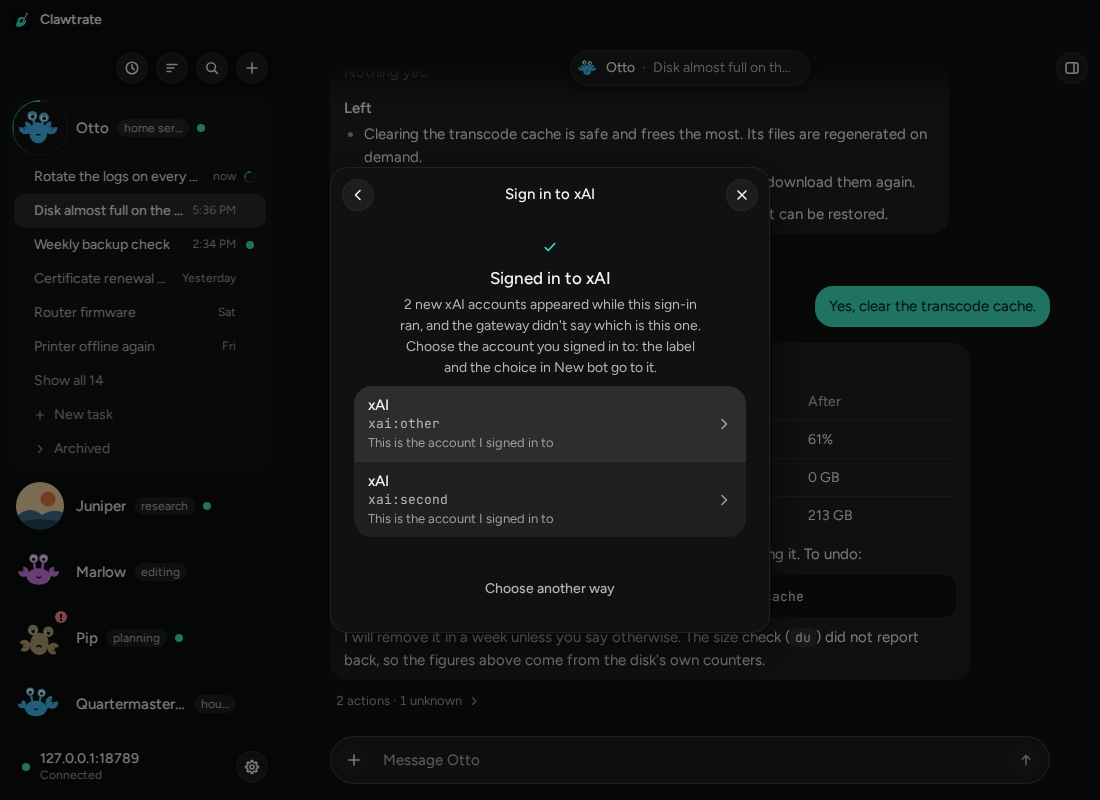 Clawtrate
Otto
home ser...
Rotate the logs on every ... now
Disk almost full on the ... 5:36 PM
Weekly backup check 2:34 PM
Certificate renewal ... Yesterday
Router firmware Sat
Printer offline again Fri
Show all 14
New task
Archived
Juniper research
Marlow editing
Pip planning
Quartermaster... hou...
127.0.0.1:18789
Connected
Otto · Disk almost full on th...
Nothing yet.
Left
• Clearing the transcode cache is safe and frees the most. Its files are regenerated on
demand.
download them again.
t can be restored.
Yes, clear the transcode cache.
After
61%
0 GB
213 GB
ng it. To undo:
cache
I will remove it in a week unless you say otherwise. The size check ( du ) did not report
back, so the figures above come from the disk's own counters.
2 actions · 1 unknown
Message Otto
Sign in to xAI
Signed in to xAI
2 new xAI accounts appeared while this sign-in
ran, and the gateway didn't say which is this one.
Choose the account you signed in to: the label
and the choice in New bot go to it.
xAI
xai:other
This is the account I signed in to
xAI
xai:second
This is the account I signed in to
Choose another way